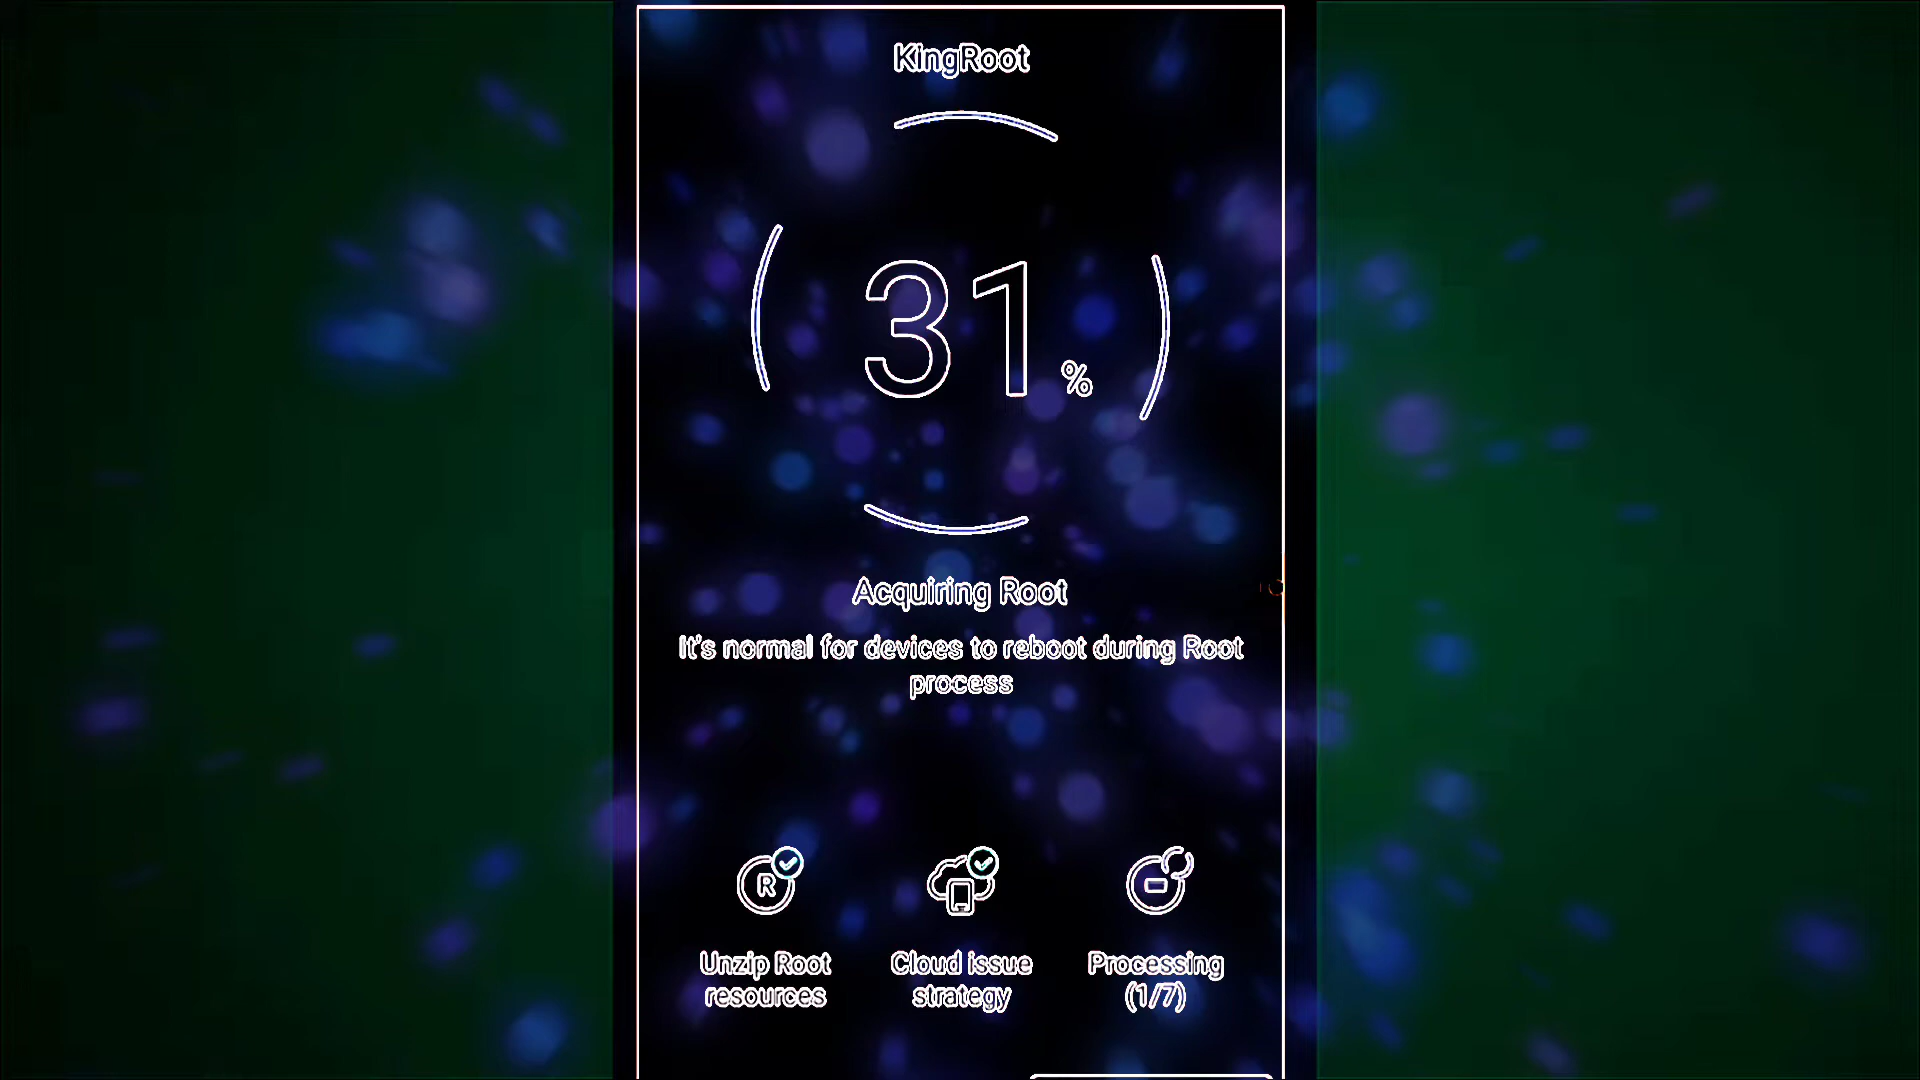 KingRoot
31%
Acquiring Root
It's normal for devices to reboot during Root
process
R
Unzip Root
resources
Cloud issue
strategy
Processing
(1/7)